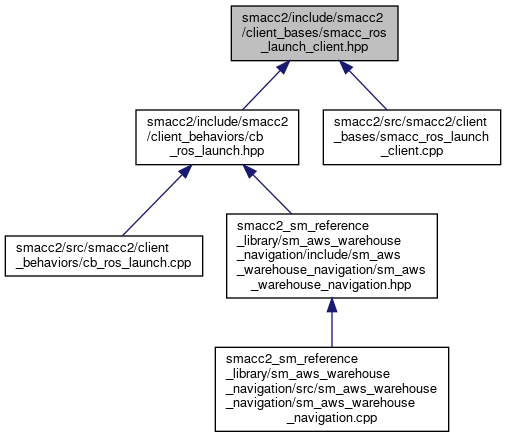 smacc2/include/smacc2
/client_bases/smacc_ros
_launch_client.hpp
smacc2/include/smacc2
/client_behaviors/cb
_ros_launch.hpp
smacc2/src/smacc2/client
_bases/smacc_ros_launch
_client.cpp
smacc2/src/smacc2/client
_behaviors/cb_ros_launch.cpp
smacc2_sm_reference
_library/sm_aws_warehouse
_navigation/include/sm_aws
_warehouse_navigation/sm_aws
_warehouse_navigation.hpp
smacc2_sm_reference
_library/sm_aws_warehouse
_navigation/src/sm_aws_warehouse
_navigation/sm_aws_warehouse
_navigation.cpp